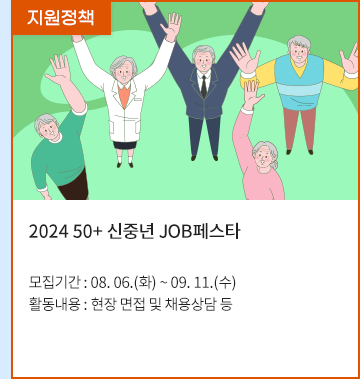 지원정책
2024 50+ 신중년 JOB페스타
모집기간 : 08. 06.(화) ~ 09. 11.(수)
활동내용 : 현장 면접 및 채용상담 등